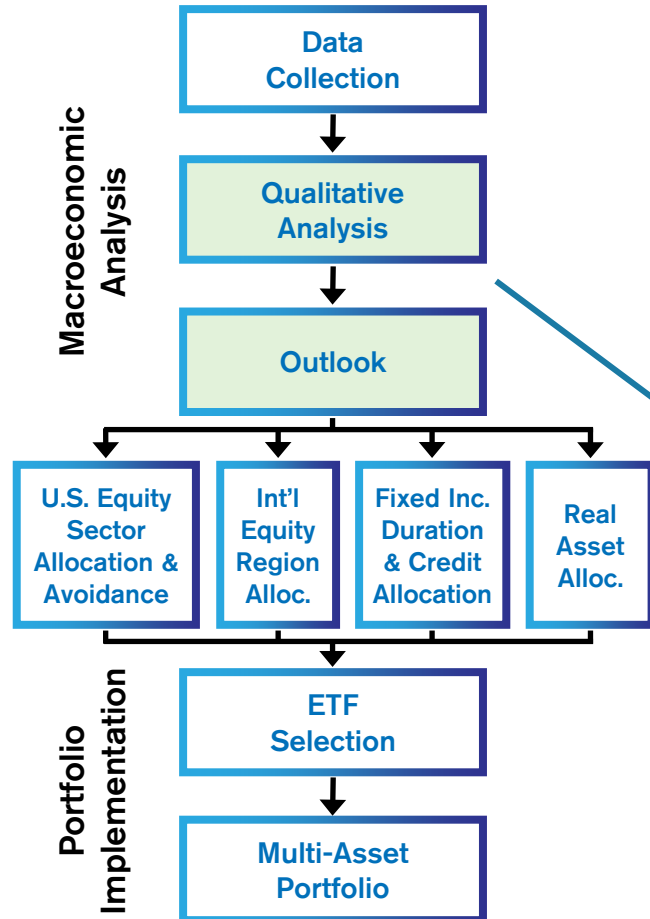 Data
Collection
Macroeconomic
Analysis
Qualitative
Analysis
Outlook
U.S. Equity
Sector
Allocation &
Avoidance
Int'l
Equity
Region
Alloc.
Fixed Inc.
Duration
& Credit
Allocation
Real
Asset
Alloc.
Portfolio
Implementation
ETF
Selection
Multi-Asset
Portfolio